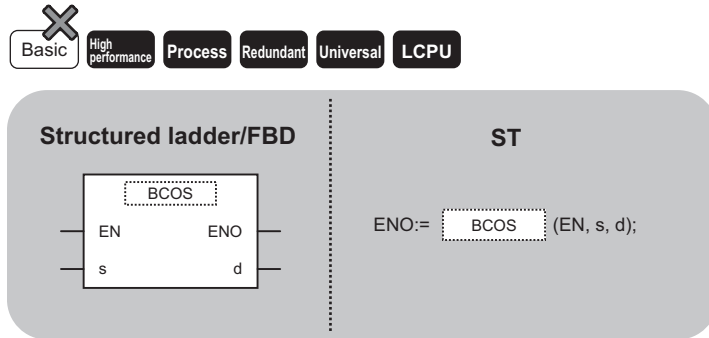 Basic High performance Process Redundant Universal LCPU
Structured ladder/FBD ST
BCOS
EN ENO ENO:= BCOS (EN, s, d);
s d